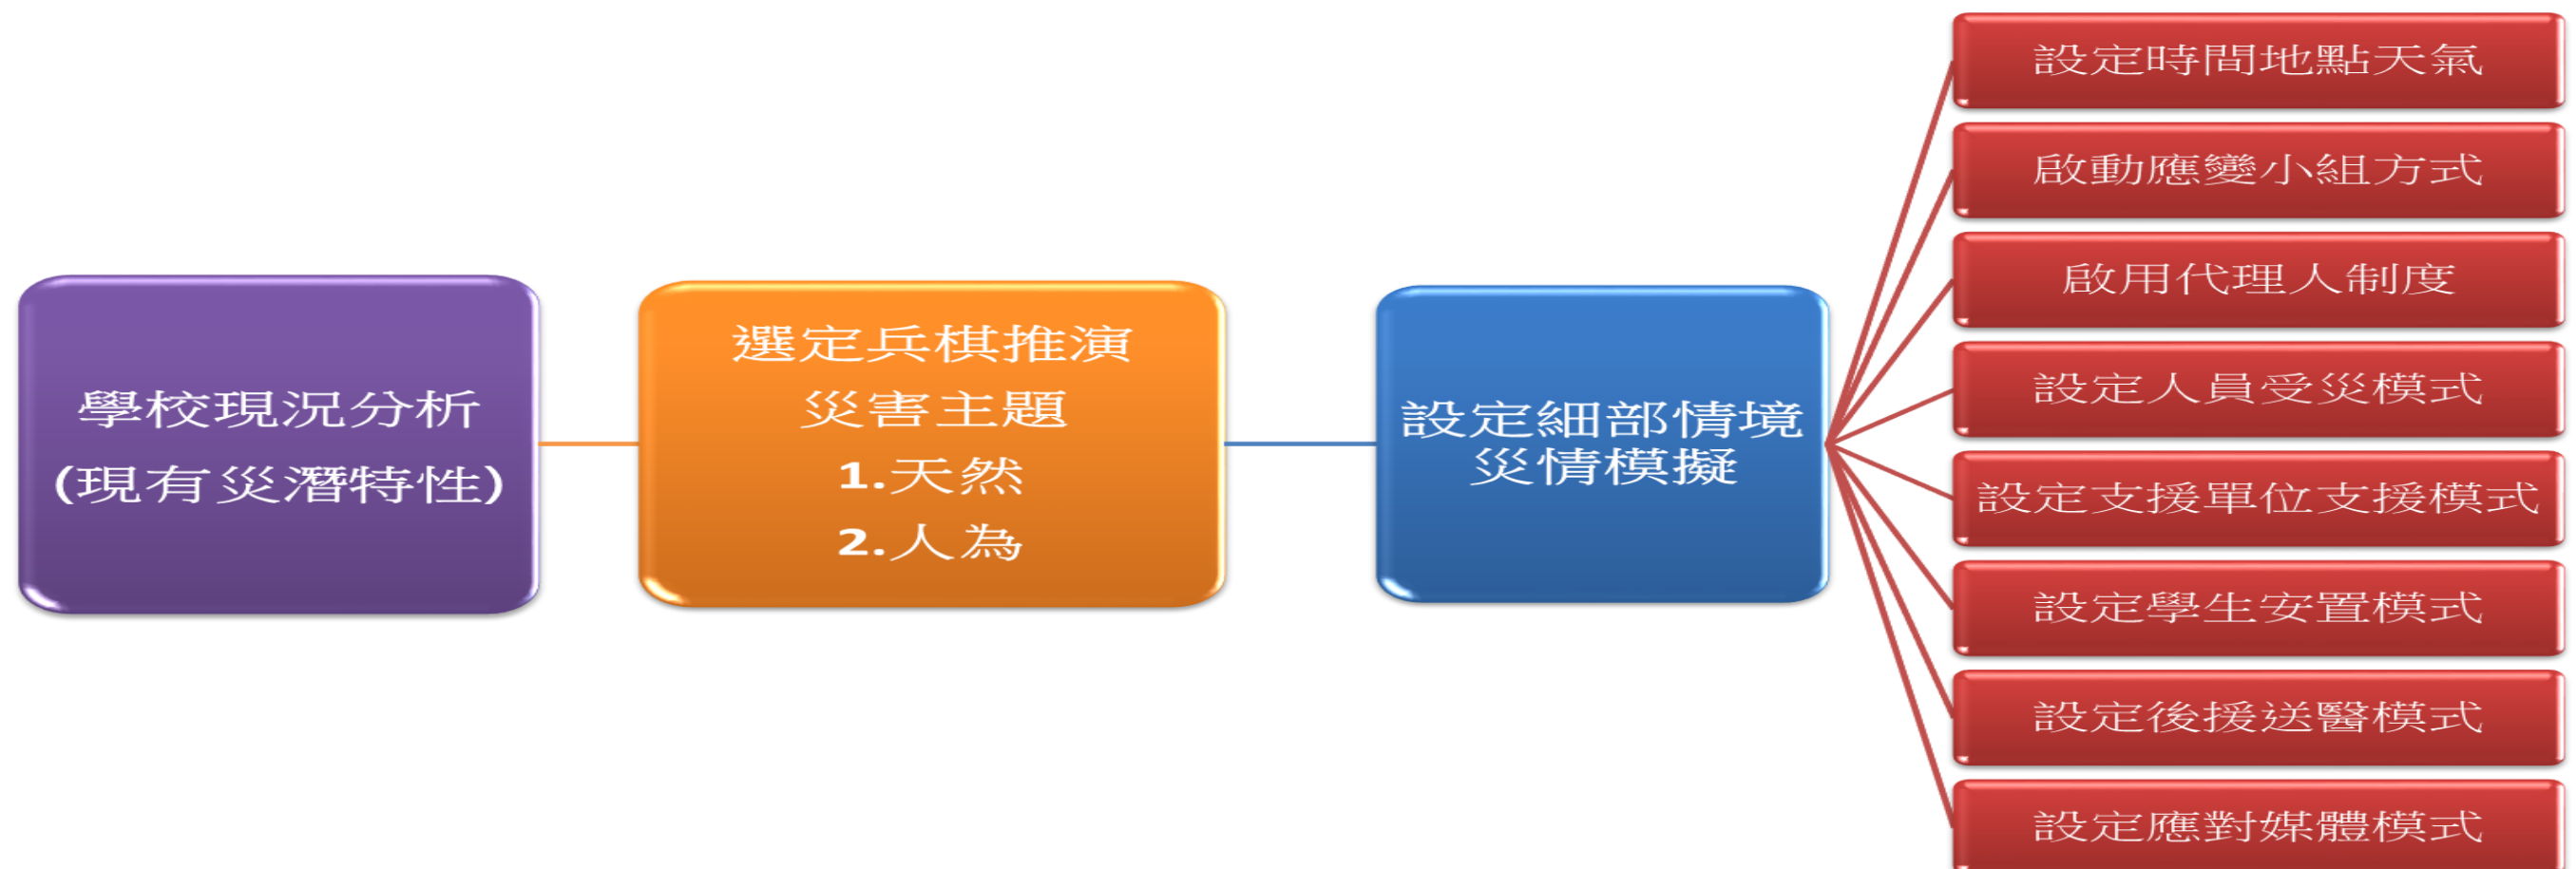 學校現況分析
(現有災潛特性)
選定兵棋推演
災害主題
1.天然
2.人為
設定細部情境
災情模擬
設定時間地點天氣
啟動應變小組方式
啟用代理人制度
設定人員受災模式
設定支援單位支援模式
設定學生安置模式
設定後援送醫模式
設定應對媒體模式